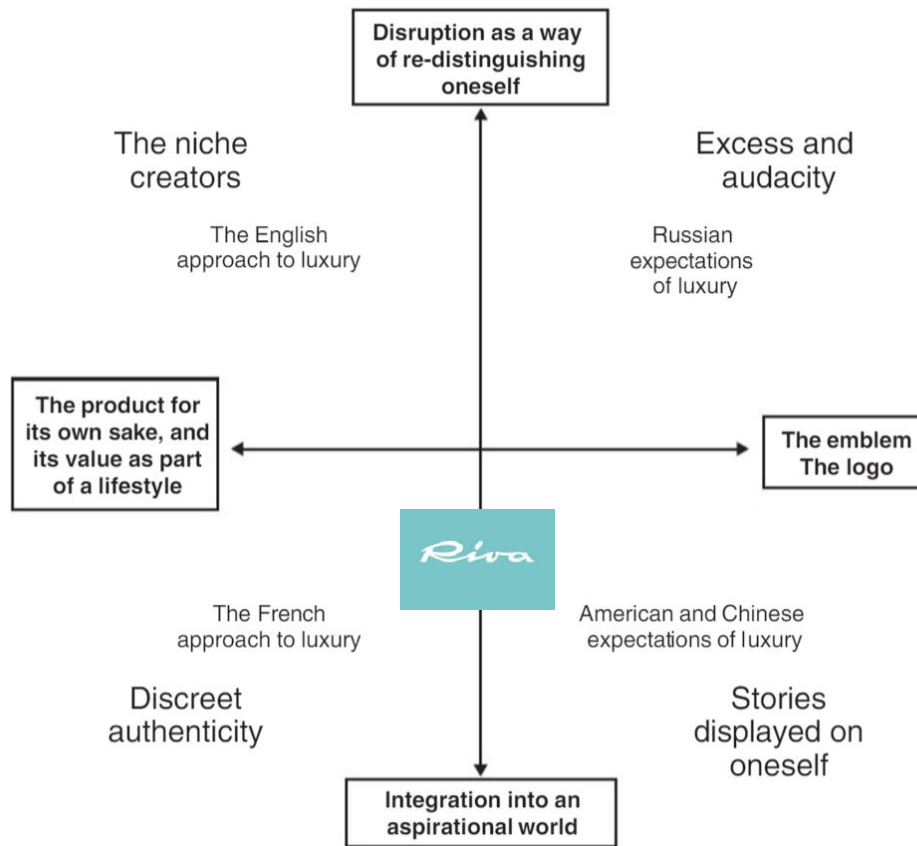 Disruption as a way
of re-distinguishing
oneself
The niche
creators
Excess and
audacity
The English
approach to luxury
Russian
expectations
of luxury
The product for
its own sake, and
its value as part
of a lifestyle
The emblem
The logo
Riva
The French
approach to luxury
American and Chinese
expectations of luxury
Discreet
authenticity
Stories
displayed on
oneself
Integration into an
aspirational world